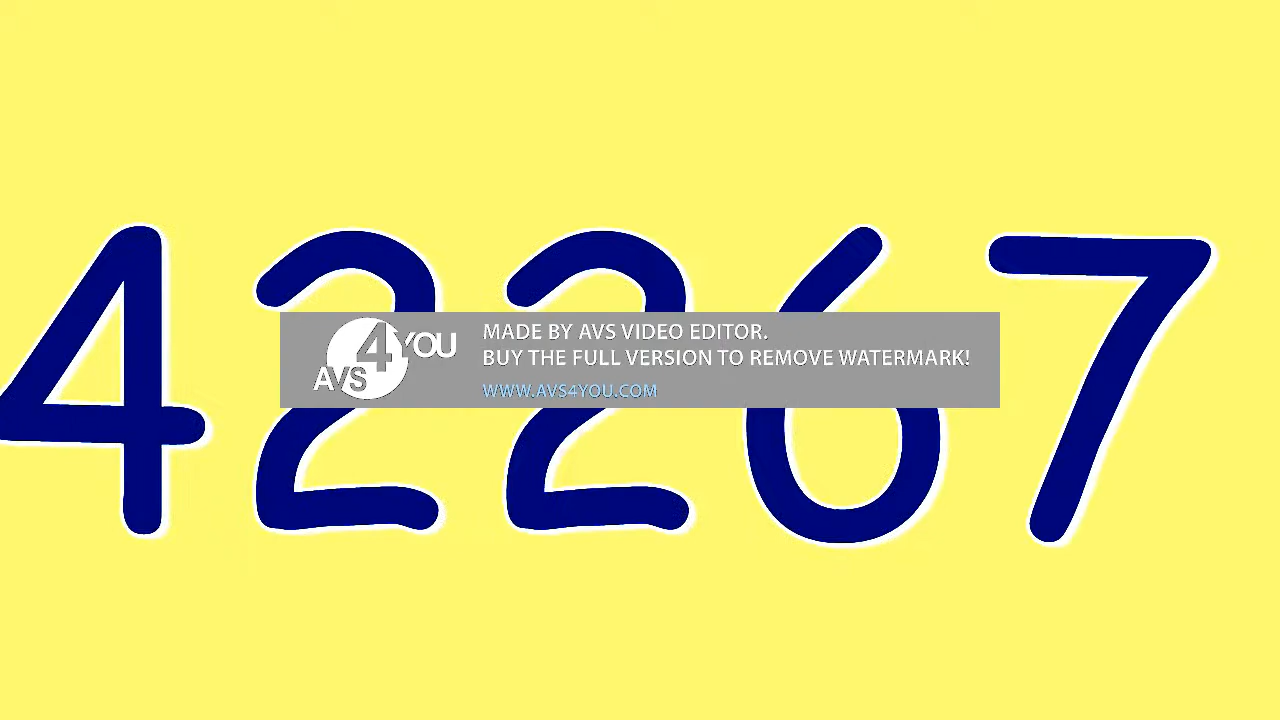 42267
AVS4YOU
MADE BY AVS VIDEO EDITOR.
BUY THE FULL VERSION TO REMOVE WATERMARK!
WWW.AVS4YOU.COM